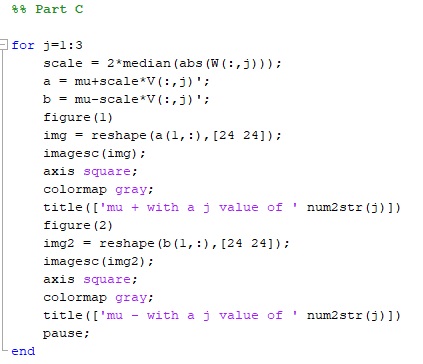 %% Part C
for j=1:3
scale = 2*median(abs(W(:,j)));
a = mu+scale*V(:,j)';
b = mu-scale*V(:,j)';
figure(1)
img = reshape(a(1,:),[24 24]);
imagesc(img);
axis square;
colormap gray;
title(['mu + with a j value of ' num2str(j)])
figure(2)
img2 = reshape(b(1,:),[24 24]);
imagesc(img2);
axis square;
colormap gray;
title(['mu - with a j value of ' num2str(j)])
pause;
end